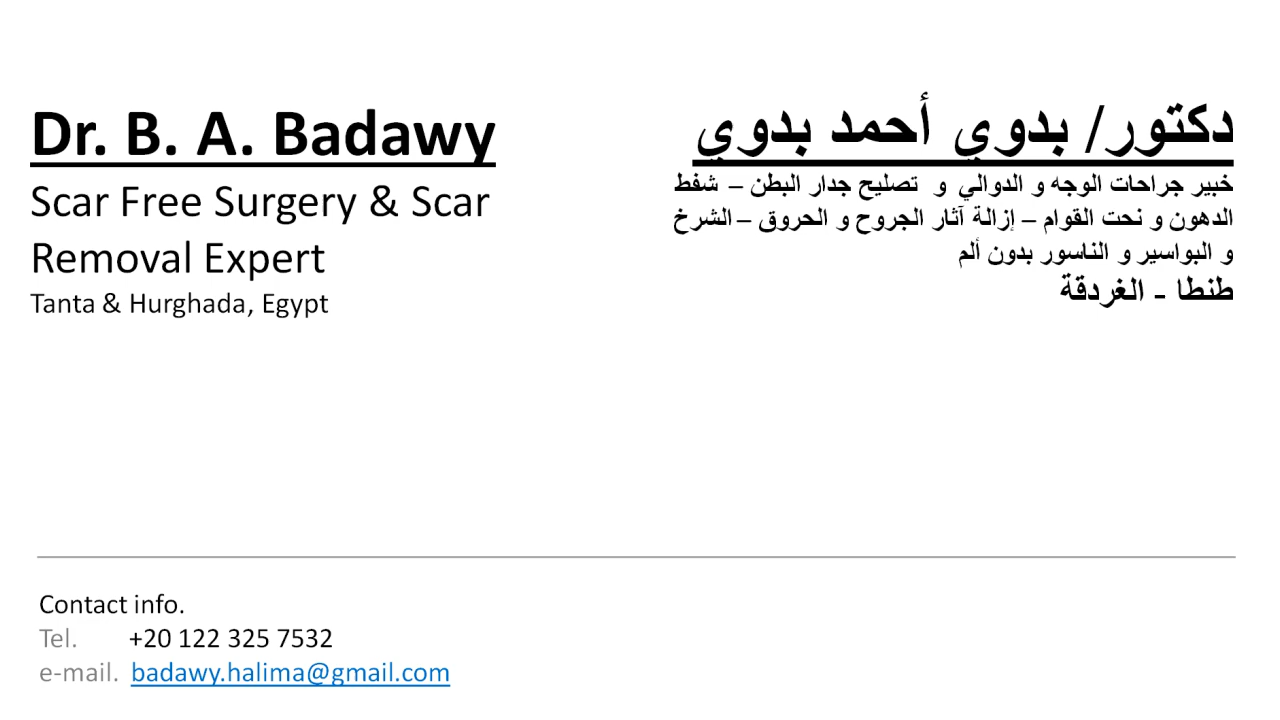 Dr. B. A. Badawy
Scar Free Surgery & Scar
Removal Expert
Tanta & Hurghada, Egypt
دكتور/ بدوي أحمد بدوي
خبير جراحات الوجه و الدوالي و تصليح جدار البطن – شفط
الدهون و نحت القوام – إزالة آثار الجروح و الحروق – الشرخ
و البواسير و الناسور بدون ألم
طنطا - الغردقة
Contact info.
Tel. +20 122 325 7532
e-mail. badawy.halima@gmail.com